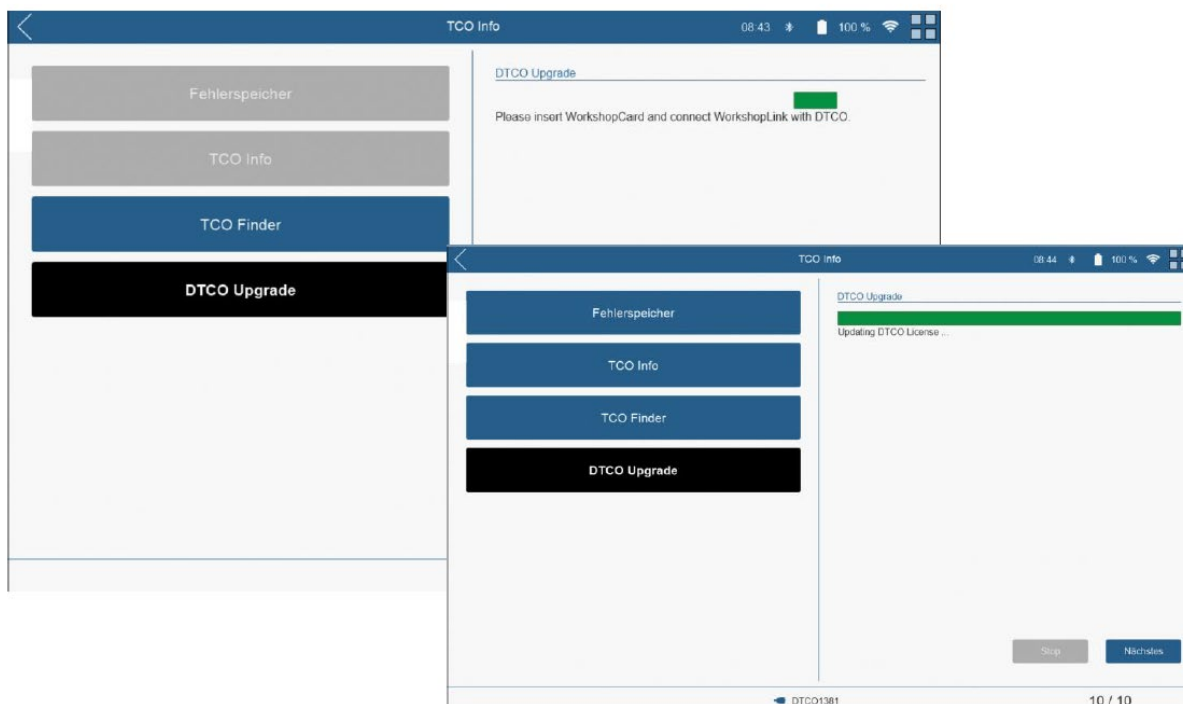 TCO Info
08:43
100 %
Fehlerspeicher
TCO Info
TCO Finder
DTCO Upgrade
DTCO Upgrade
Please insert WorkshopCard and connect WorkshopLink with DTCO.
TCO Info
08:44
100 %
Fehlerspeicher
TCO Info
TCO Finder
DTCO Upgrade
DTCO Upgrade
Updating DTCO License ...
Stop
Nächstes
DTCO1381
10 / 10